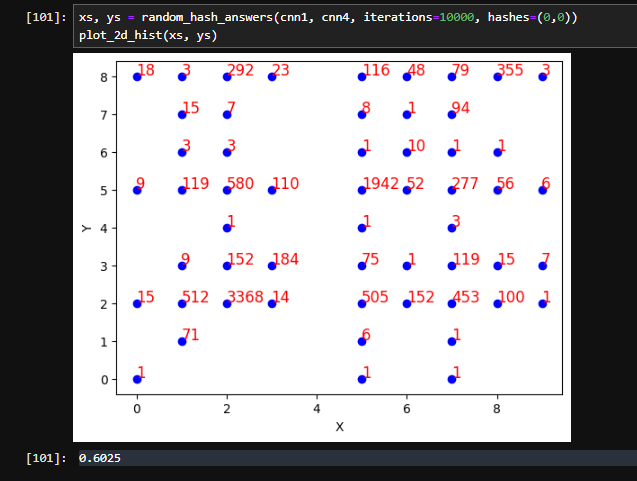 [101]: xs, ys = random_hash_answers(cnn1, cnn4, iterations=10000, hashes=(0,0))
plot_2d_hist(xs, ys)
8 18 3 292 23 116 48 79 355 3
7 15 7 8 1 94
6 3 3 1 10 1 1
5 9 119 580 110 1942 52 277 56 6
Y
4 1 1 3
3 9 152 184 75 1 119 15 7
2 15 512 3368 14 505 152 453 100 1
1 71 6 1
0 1 1 1
0 2 4 6 8
X
[101]: 0.6025